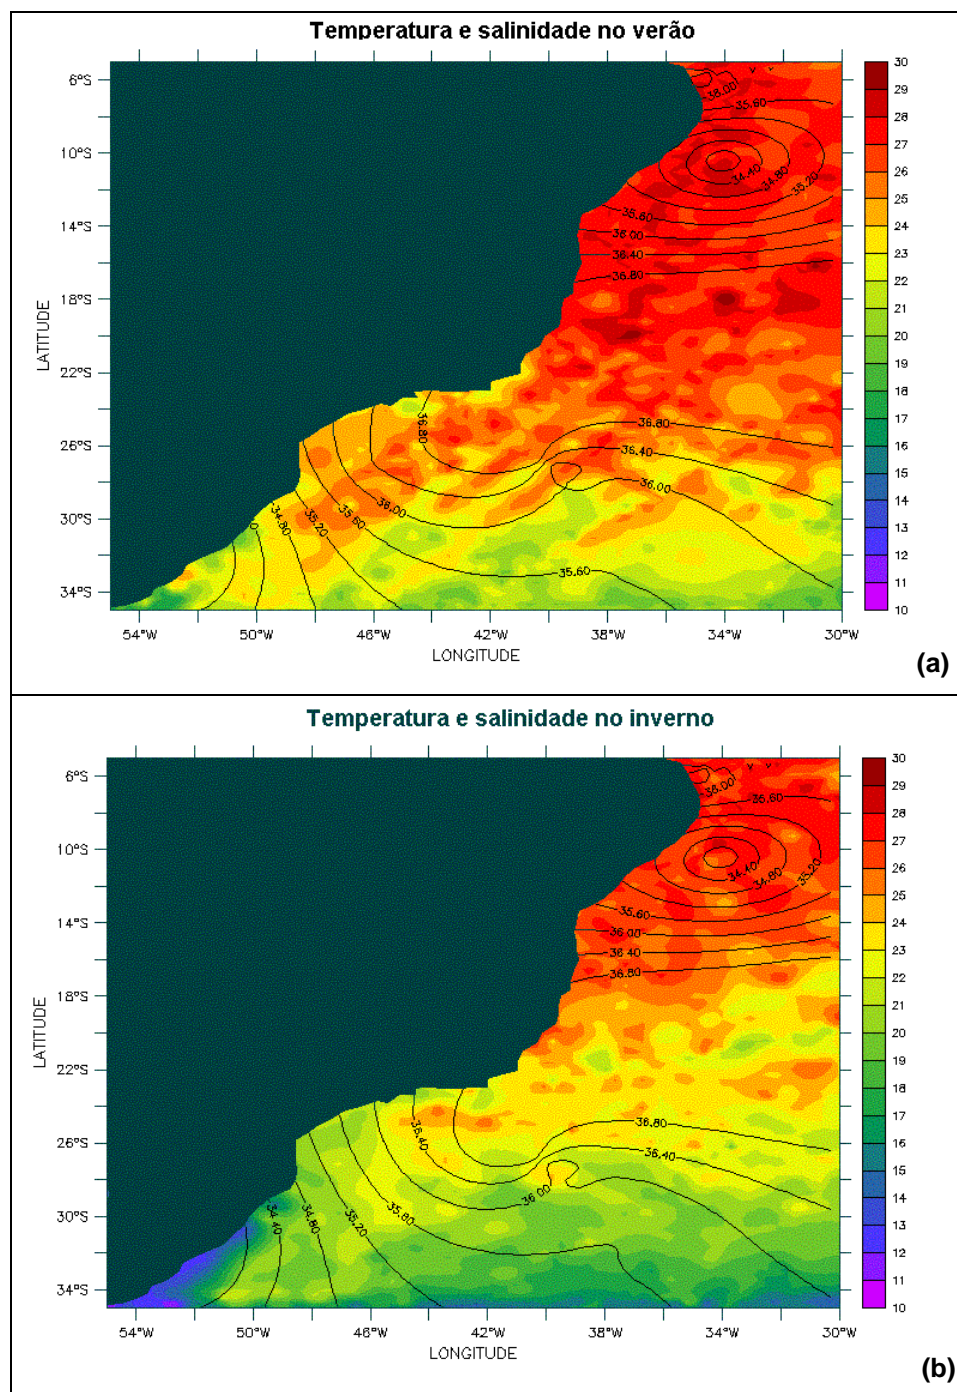 Temperatura e salinidade no verão
6°S
10°S
14°S
18°S
22°S
26°S
30°S
34°S
LATITUDE
54°W
50°W
46°W
42°W
38°W
34°W
30°W
LONGITUDE
30
29
28
27
26
25
24
23
22
21
20
19
18
17
16
15
14
13
12
11
10
36.00
35.60
34.40
34.80
35.20
35.60
36.00
36.40
36.80
36.80
36.80
36.40
36.00
36.00
35.60
35.20
34.80
35.60
(a)
Temperatura e salinidade no inverno
6°S
10°S
14°S
18°S
22°S
26°S
30°S
34°S
LATITUDE
54°W
50°W
46°W
42°W
38°W
34°W
30°W
LONGITUDE
30
29
28
27
26
25
24
23
22
21
20
19
18
17
16
15
14
13
12
11
10
36.00
35.60
34.40
34.80
35.20
35.60
36.00
36.40
36.80
36.80
36.40
36.40
36.00
35.20
34.80
34.40
(b)